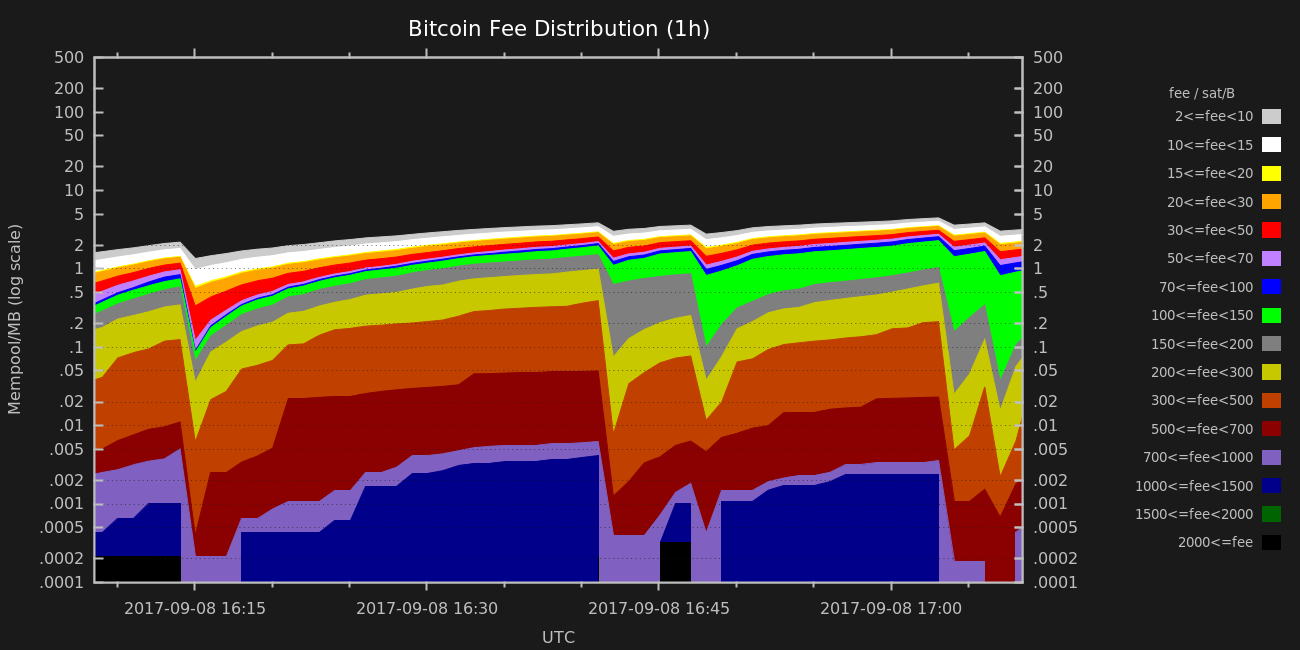 Bitcoin Fee Distribution (1h)
500 500
200 200
100 100
50 50
20 20
10 10
5 5
2 2
1 1
.5 .5
.2 .2
.1 .1
.05 .05
.02 .02
.01 .01
.005 .005
.002 .002
.001 .001
.0005 .0005
.0002 .0002
.0001 .0001
Mempool/MB (log scale)
2017-09-08 16:15 2017-09-08 16:30 2017-09-08 16:45 2017-09-08 17:00
UTC
fee / sat/B
2<=fee<10
10<=fee<15
15<=fee<20
20<=fee<30
30<=fee<50
50<=fee<70
70<=fee<100
100<=fee<150
150<=fee<200
200<=fee<300
300<=fee<500
500<=fee<700
700<=fee<1000
1000<=fee<1500
1500<=fee<2000
2000<=fee